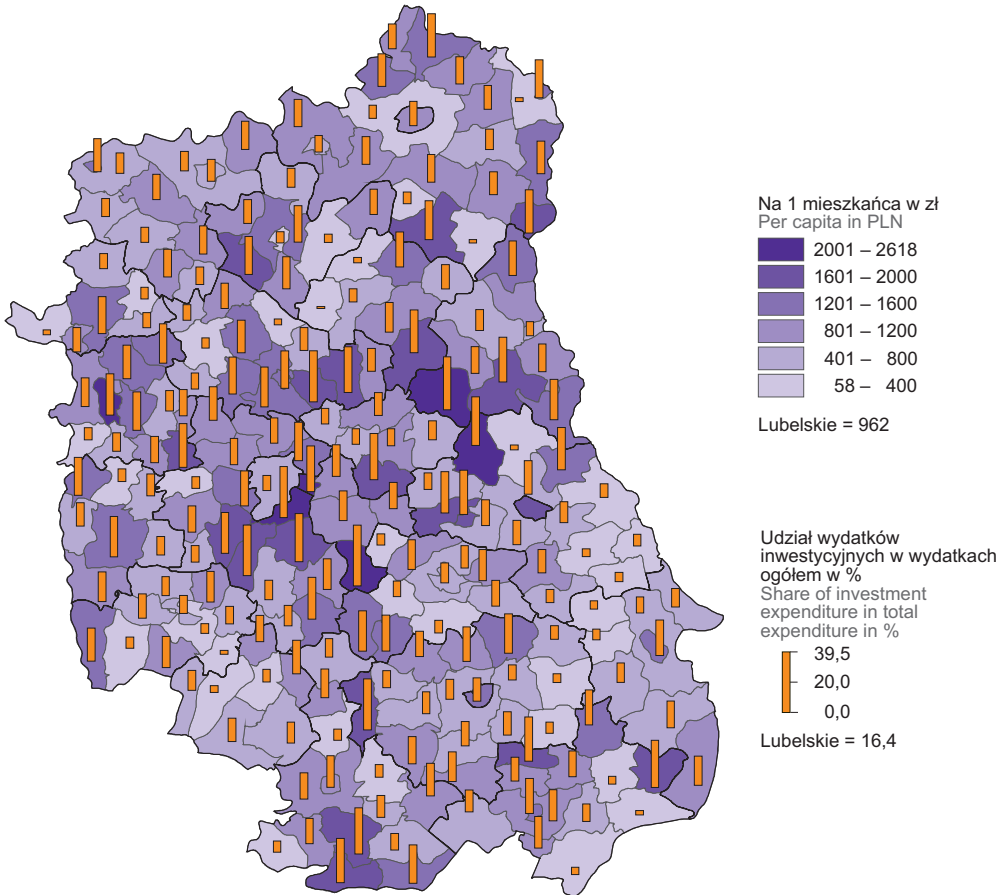 Na 1 mieszkańca w zł
Per capita in PLN
2001 – 2618
1601 – 2000
1201 – 1600
801 – 1200
401 – 800
58 – 400
Lubelskie = 962
Udział wydatków
inwestycyjnych w wydatkach
ogółem w %
Share of investment
expenditure in total
expenditure in %
39,5
20,0
0,0
Lubelskie = 16,4